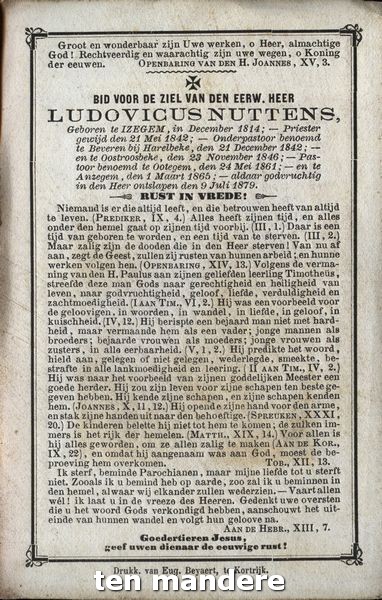 Groot en wonderbaar zijn Uwe werken, o Heer, almachtige
God! Rechtveerdig en waarachtig zijn uwe wegen, o Koning
der eeuwen. OPENBARING VAN DEN H. JOANNES, XV, 3.
BID VOOR DE ZIEL VAN DEN EERW. HEER
LUDOVICUS NUTTENS,
Geboren te IZEGEM, in December 1814; — Priester
gewijd den 21 Mei 1842; — Onderpastoor benoemd
te Beveren bij Harelbeke, den 21 December 1842; —
en te Oostroosbeke, den 23 November 1846; — Pas-
toor benoemd te Ootegem, den 24 Mei 1861; — en te
Anzegem, den 1 Maart 1865; — aldaar godvruchtig
in den Heer ontslapen den 9 Juli 1879.
RUST IN VREDE!
Niemand is er die altijd leeft, en die betrouwen heeft van altijd
te leven. (PREDIKER, IX, 4.) Alles heeft zijnen tijd, en alles
onder den hemel gaat op zijnen tijd voorbij. (III, 1.) Daar is een
tijd van geboren te worden, en een tijd van te sterven. (III, 2.)
Maar zalig zijn de dooden die in den Heer sterven! Van nu af
aan, zegt de Geest, zullen zij rusten van hunnen arbeid; en hunne
werken volgen hen. (OPENBARING, XIV, 13.) Volgens de verma-
ning van den H. Paulus aan zijnen geliefden leerling Timotheüs,
streefde deze man Gods naar gerechtigheid en heiligheid van
leven, naar godvruchtigheid, geloof, liefde, verduldigheid en
zachtmoedigheid. (I AAN TIM., VI, 2.) Hij was een voorbeeld voor
de geloovigen, in woorden, in wandel, in liefde, in geloof, in
kuischheid. (IV, 12.) Hij berispte een bejaard man niet met hard-
heid, maar vermaande hem als een vader; jonge mannen als
broeders; bejaarde vrouwen als moeders; jonge vrouwen als
zusters, in alle eerbaarheid. (V, 1, 2.) Hij predikte het woord,
hield aan, gelegen of niet gelegen, wederlegde, smeekte, be-
strafte in alle lankmoedigheid en leering. (II AAN TIM., IV, 2.)
Hij was naar het voorbeeld van zijnen goddelijken Meester een
goede herder. Hij zou zijn leven voor zijne schapen ten beste ge-
geven hebben. Hij kende zijne schapen, en zijne schapen kenden
hem. (JOANNES, X, 11, 12.) Hij opende zijne hand voor den arme,
en stak zijne handen uit naar den behoeftige. (SPREUKEN, XXXI,
20.) De kinderen belette hij niet tot hem te komen; de zulken im-
mers is het rijk der hemelen. (MATTH., XIX, 14.) Voor allen is
hij alles geworden, om ze allen zalig te maken (AAN DE KOR.,
IX, 22), en omdat hij aangenaam was aan God, moest de be-
proeving hem overkomen. TOB., XII, 13.
Ik sterf, beminde Parochianen, maar mijne liefde tot u sterft
niet. Zooals ik u bemind heb op aarde, zoo zal ik u beminnen in
den hemel, alwaar wij elkander zullen wederzien. — Vaart allen
wél! ik laat u in de vreeze des Heeren. Gedenkt uwe oversten
die u het woord Gods verkondigd hebben, aanschouwt het uit-
einde van hunnen wandel en volgt hun geloove na.
AAN DE HEBR., XIII, 7.
Goedertieren Jesus,
geef uwen dienaar de eeuwige rust!
Drukk. van Eug. Beyaert, te Kortrijk.
ten mandere